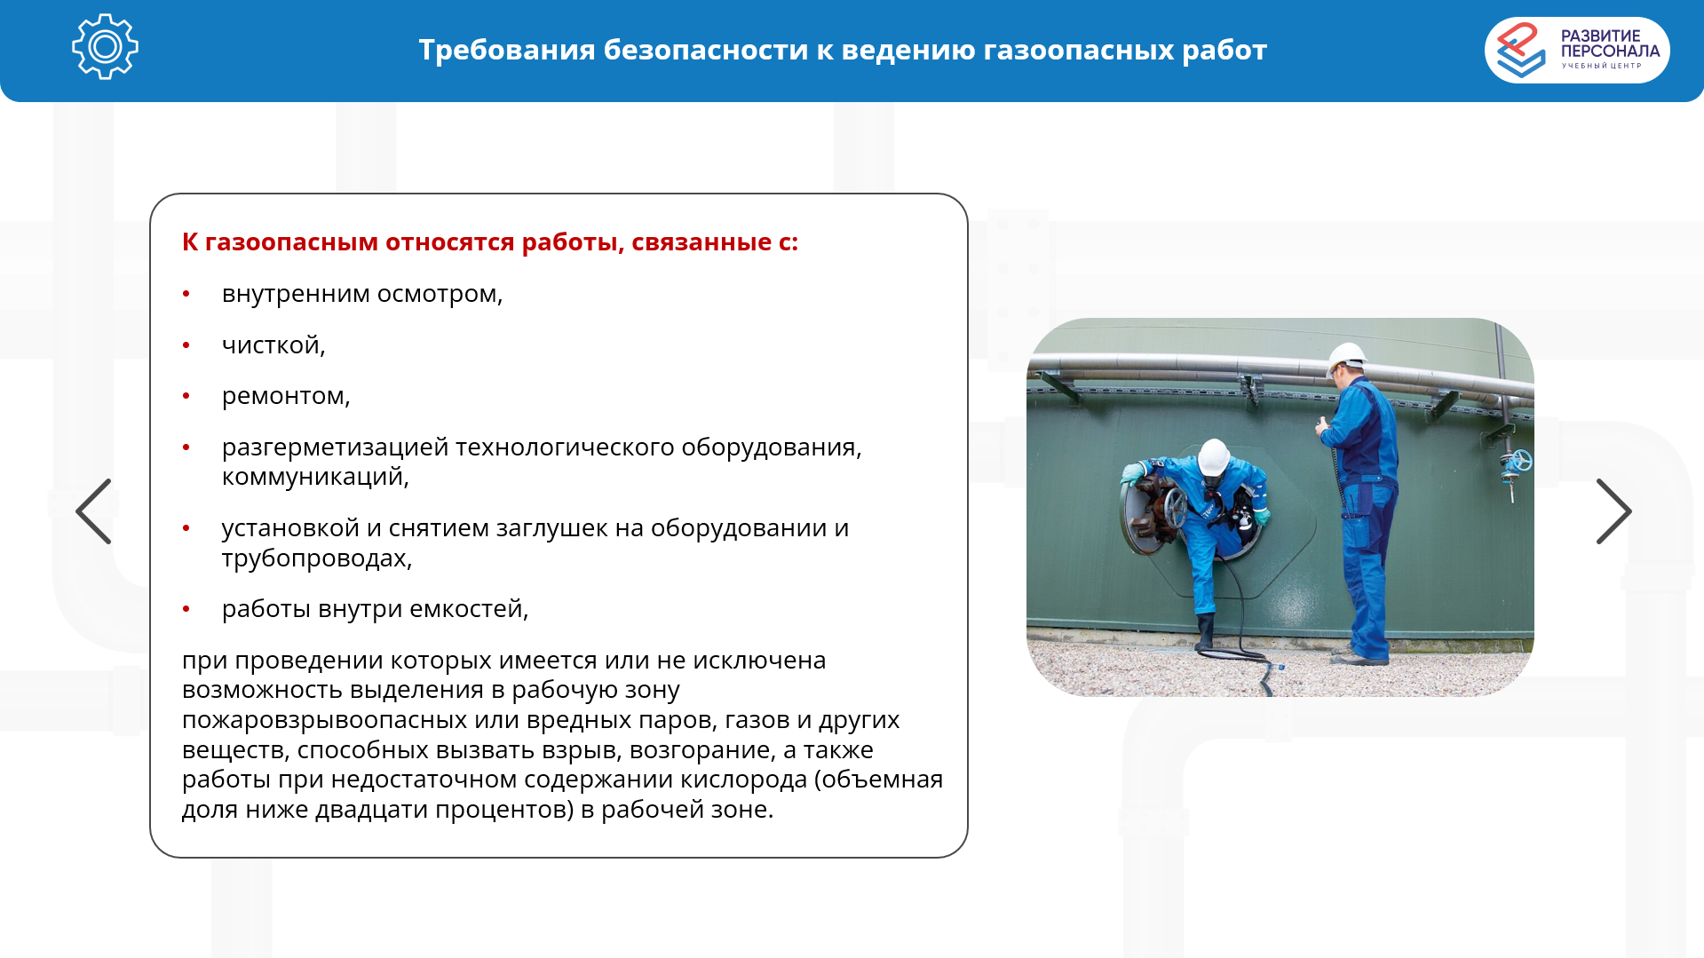 Требования безопасности к ведению газоопасных работ
РАЗВИТИЕ
ПЕРСОНАЛА
УЧЕБНЫЙ ЦЕНТР
К газоопасным относятся работы, связанные с:
• внутренним осмотром,
• чисткой,
• ремонтом,
• разгерметизацией технологического оборудования,
коммуникаций,
• установкой и снятием заглушек на оборудовании и
трубопроводах,
• работы внутри емкостей,
при проведении которых имеется или не исключена
возможность выделения в рабочую зону
пожаровзрывоопасных или вредных паров, газов и других
веществ, способных вызвать взрыв, возгорание, а также
работы при недостаточном содержании кислорода (объемная
доля ниже двадцати процентов) в рабочей зоне.